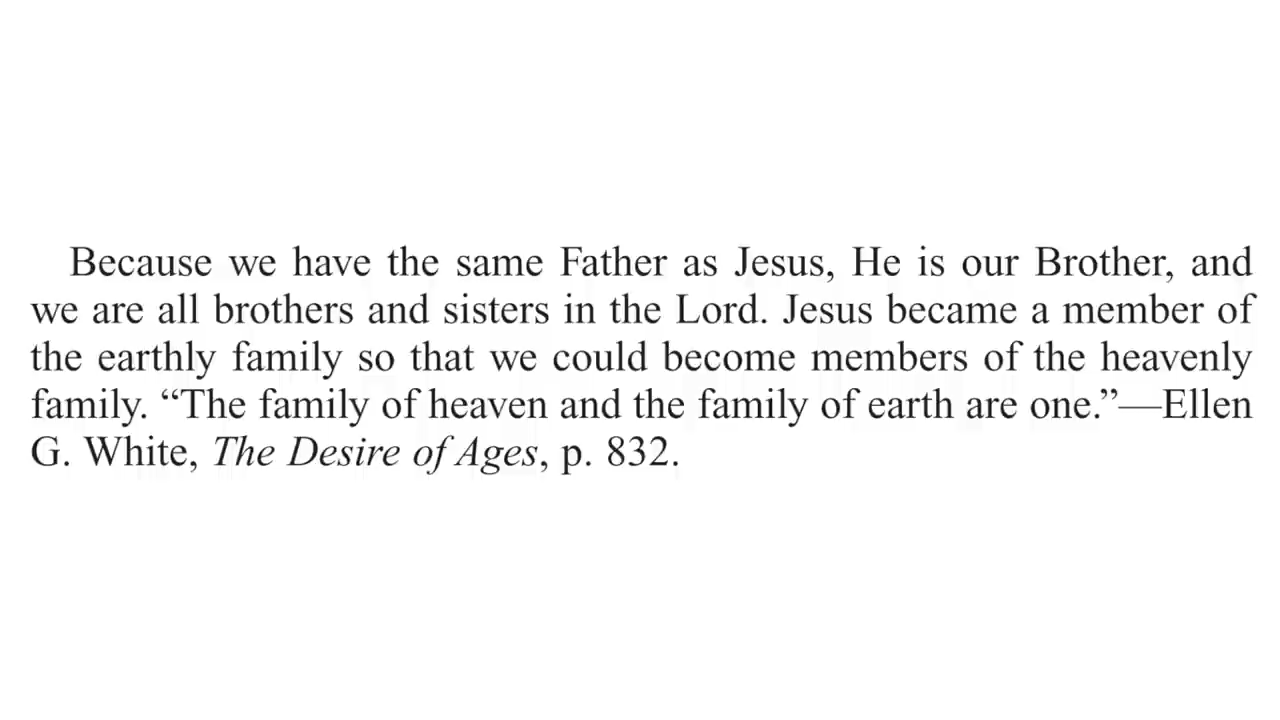 Because we have the same Father as Jesus, He is our Brother, and
we are all brothers and sisters in the Lord. Jesus became a member of
the earthly family so that we could become members of the heavenly
family. “The family of heaven and the family of earth are one.”—Ellen
G. White, The Desire of Ages, p. 832.